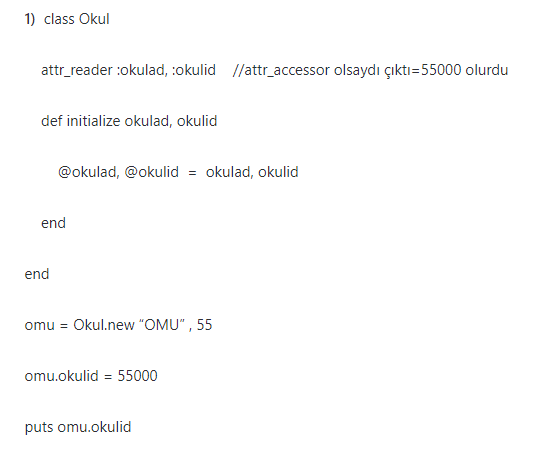 1) class Okul
attr_reader :okulad, :okulid //attr_accessor olsaydı çıktı=55000 olurdu
def initialize okulad, okulid
@okulad, @okulid = okulad, okulid
end
end
omu = Okul.new “OMU” , 55
omu.okulid = 55000
puts omu.okulid